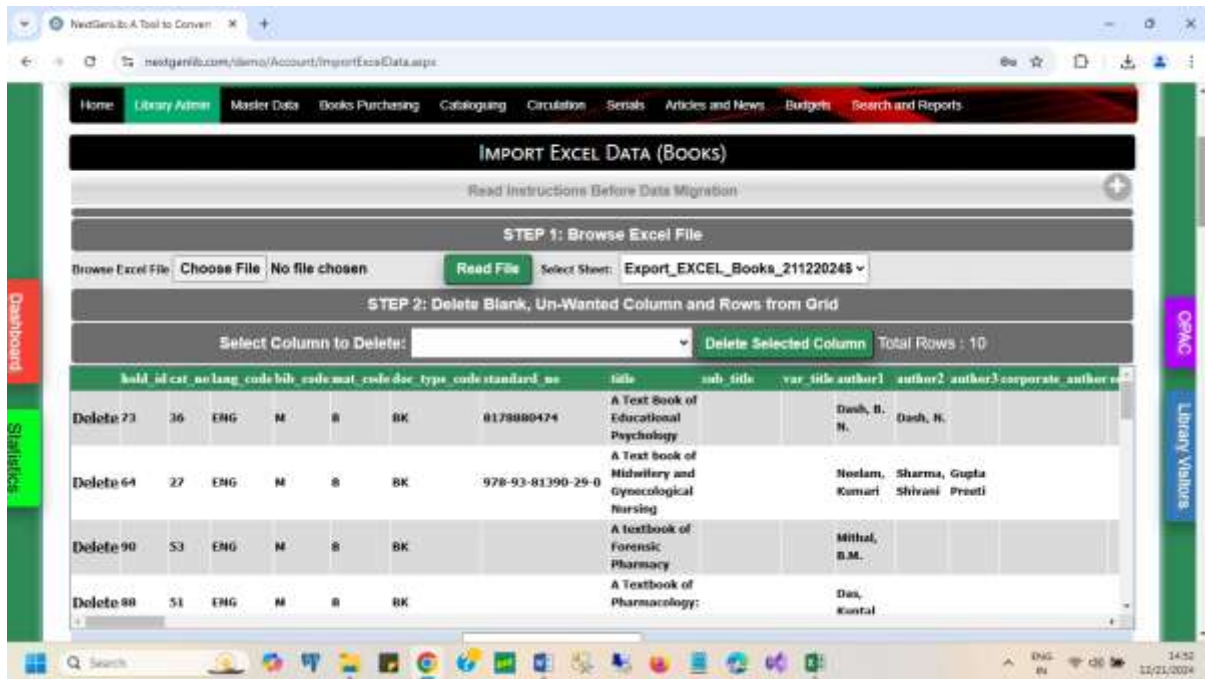 NextGenLib: A Tool to Convert
nextgenlib.com/demo/Account/ImportExcelData.aspx
Home Library Admin Master Data Books Purchasing Cataloguing Circulation Serials Articles and News Budgets Search and Reports
IMPORT EXCEL DATA (BOOKS)
Read Instructions Before Data Migration
STEP 1: Browse Excel File
Browse Excel File Choose File No file chosen Read File Select Sheet: Export_EXCEL_Books_21122024$
STEP 2: Delete Blank, Un-Wanted Column and Rows from Grid
Select Column to Delete: Delete Selected Column Total Rows : 10
hold_id cat_no lang_code bib_code mat_code doc_type_code standard_no title sub_title var_title author1 author2 author3 corporate_author
Delete 73 36 ENG M B BK 8178880474 A Text Book of Educational Psychology Dash, B. N. Dash, N.
Delete 64 27 ENG M B BK 978-93-81390-29-0 A Text book of Midwifery and Gynecological Nursing Neelam, Kumari Sharma, Shivani Gupta Preeti
Delete 90 53 ENG M B BK A textbook of Forensic Pharmacy Mithal, B.M.
Delete 88 51 ENG M B BK A Textbook of Pharmacology: Das, Kuntal
Dashboard
Statistics
OPAC
Library Visitors
Search
ENG
IN
14:52
12/21/2024